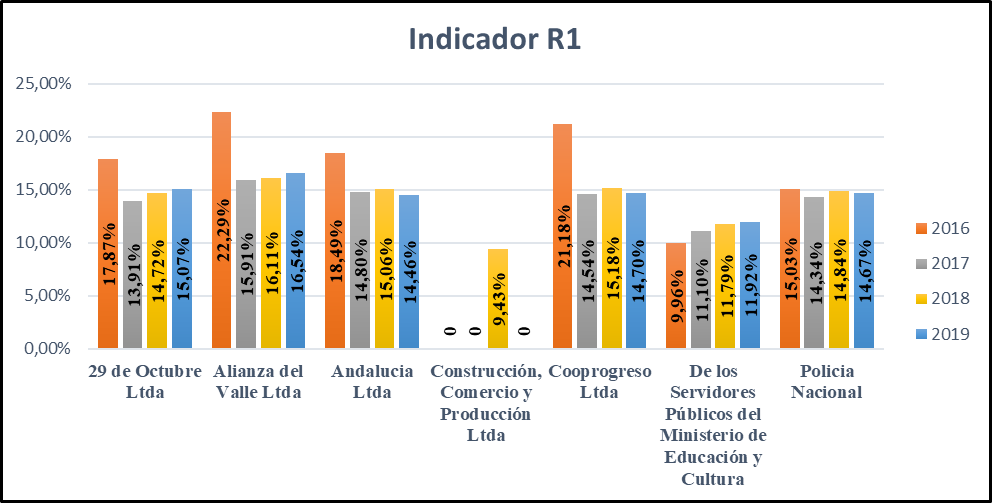 Indicador R1
25,00%
20,00%
15,00%
10,00%
5,00%
0,00%
17,87%
13,91%
14,72%
15,07%
22,29%
15,91%
16,11%
16,54%
18,49%
14,80%
15,06%
14,46%
0
0
9,43%
0
21,18%
14,54%
15,18%
14,70%
9,96%
11,10%
11,79%
11,92%
15,03%
14,34%
14,84%
14,67%
29 de Octubre
Ltda
Alianza del
Valle Ltda
Andalucia
Ltda
Construcción,
Comercio y
Producción
Ltda
Cooprogreso
Ltda
De los
Servidores
Públicos del
Ministerio de
Educación y
Cultura
Policia
Nacional
2016
2017
2018
2019